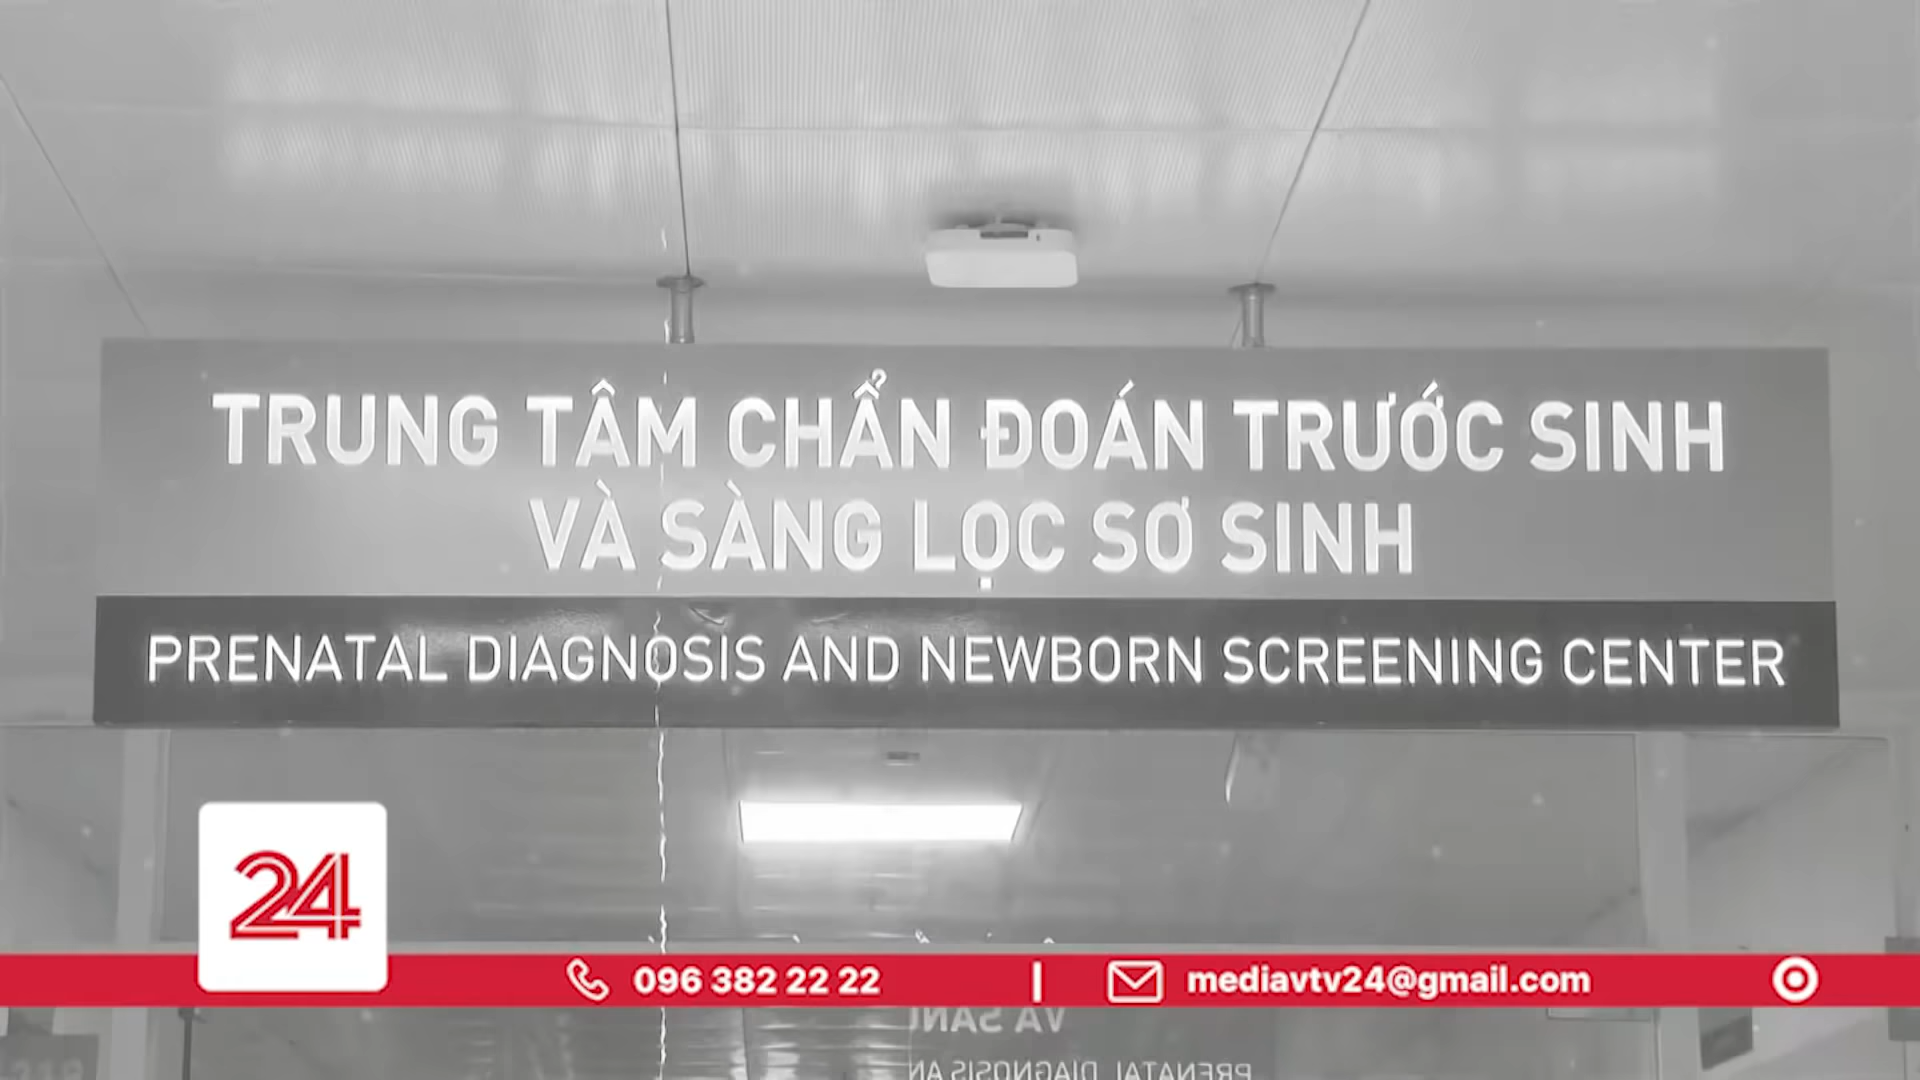 TRUNG TÂM CHẨN ĐOÁN TRƯỚC SINH
VÀ SÀNG LỌC SƠ SINH
PRENATAL DIAGNOSIS AND NEWBORN SCREENING CENTER
24
096 382 22 22 | mediavtv24@gmail.com